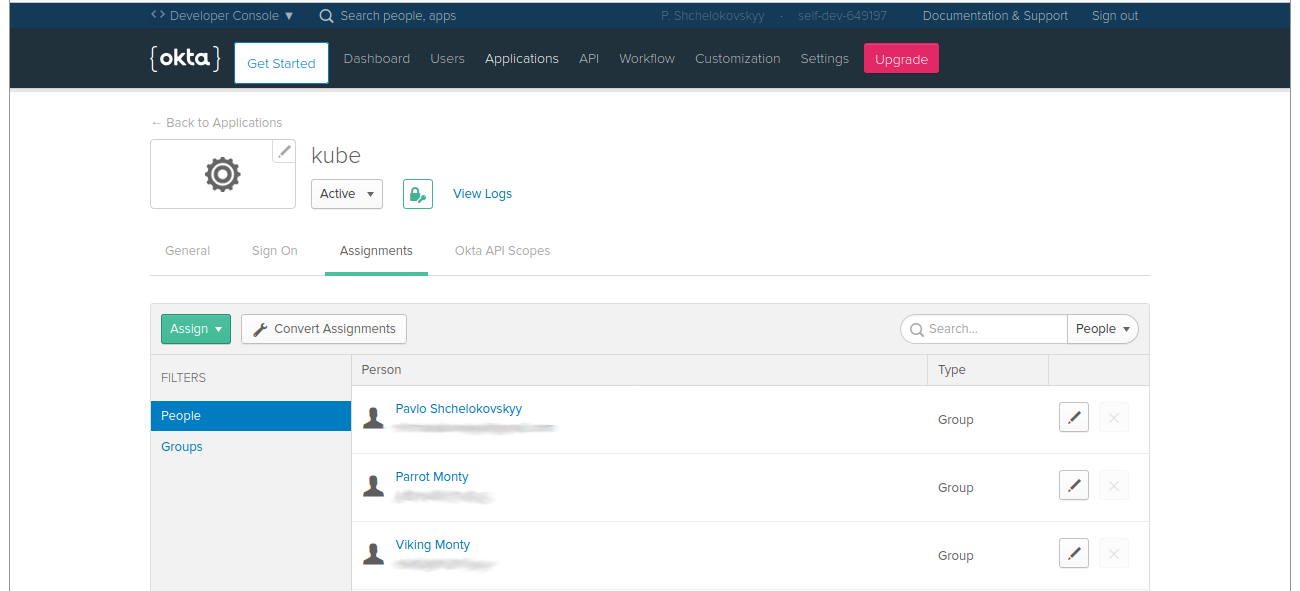 Developer Console ▼ Search people, apps P. Shchelokovskyy · self-dev-649197 Documentation & Support Sign out
{okta} Get Started Dashboard Users Applications API Workflow Customization Settings Upgrade
← Back to Applications
kube
Active ▼ View Logs
General Sign On Assignments Okta API Scopes
Assign ▼ Convert Assignments Search... People ▼
FILTERS Person Type
People
Groups
Pavlo Shchelokovskyy Group
Parrot Monty Group
Viking Monty Group